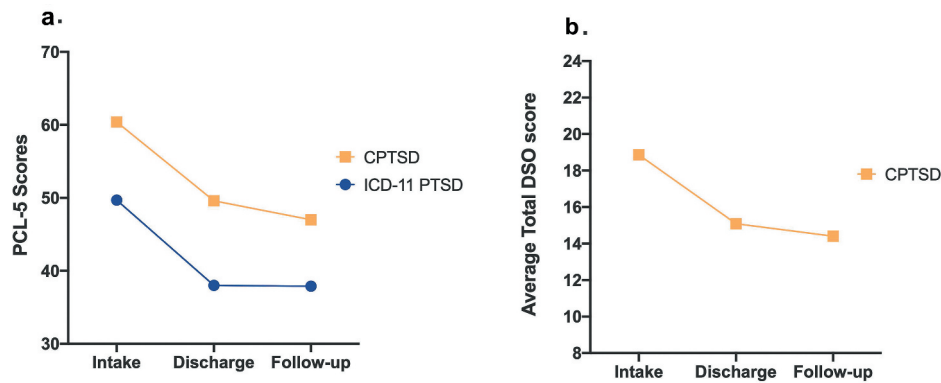 a.
PCL-5 Scores
70
60
50
40
30
Intake Discharge Follow-up
CPTSD
ICD-11 PTSD
b.
Average Total DSO score
24
22
20
18
16
14
12
10
8
Intake Discharge Follow-up
CPTSD